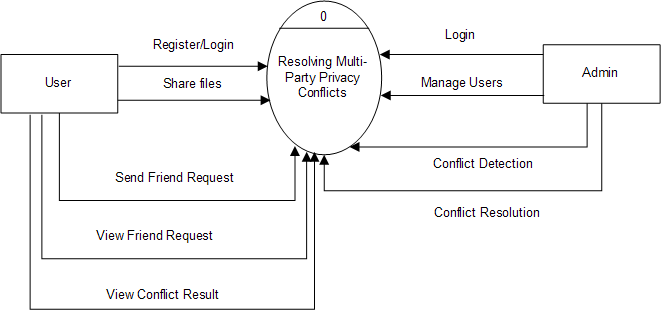 0
Register/Login
Login
Resolving Multi-
Party Privacy
Conflicts
User
Share files
Manage Users
Admin
Conflict Detection
Send Friend Request
Conflict Resolution
View Friend Request
View Conflict Result